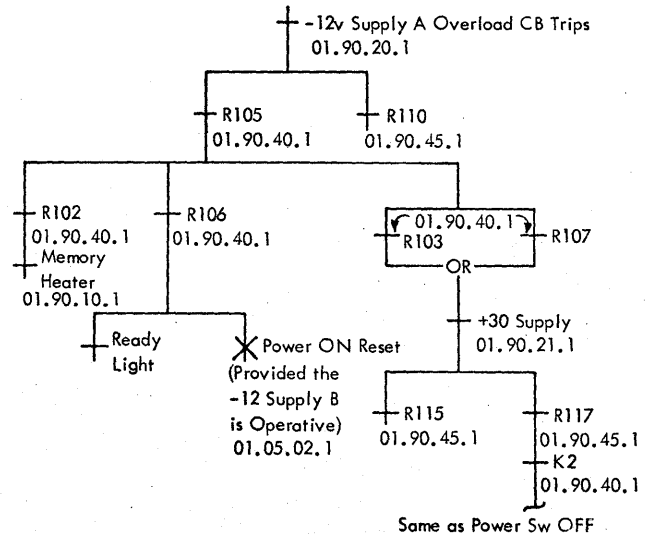 -12v Supply A Overload CB Trips
01.90.20.1
R105
01.90.40.1
R110
01.90.45.1
R102
01.90.40.1
Memory
Heater
01.90.10.1
R106
01.90.40.1
01.90.40.1
R103
R107
OR
+30 Supply
01.90.21.1
Ready
Light
Power ON Reset
(Provided the
-12 Supply B
is Operative)
01.05.02.1
R115
01.90.45.1
R117
01.90.45.1
K2
01.90.40.1
Same as Power Sw OFF